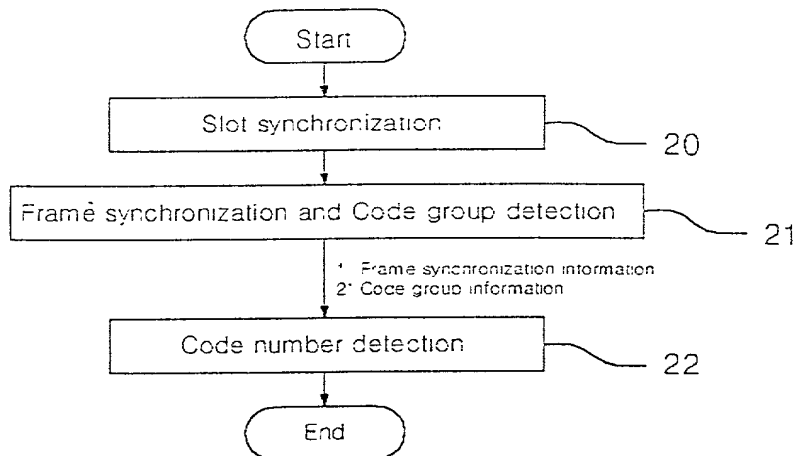 Start
Slot synchronization
20
Frame synchronization and Code group detection
21
1* Frame synchronization information
2* Code group information
Code number detection
22
End